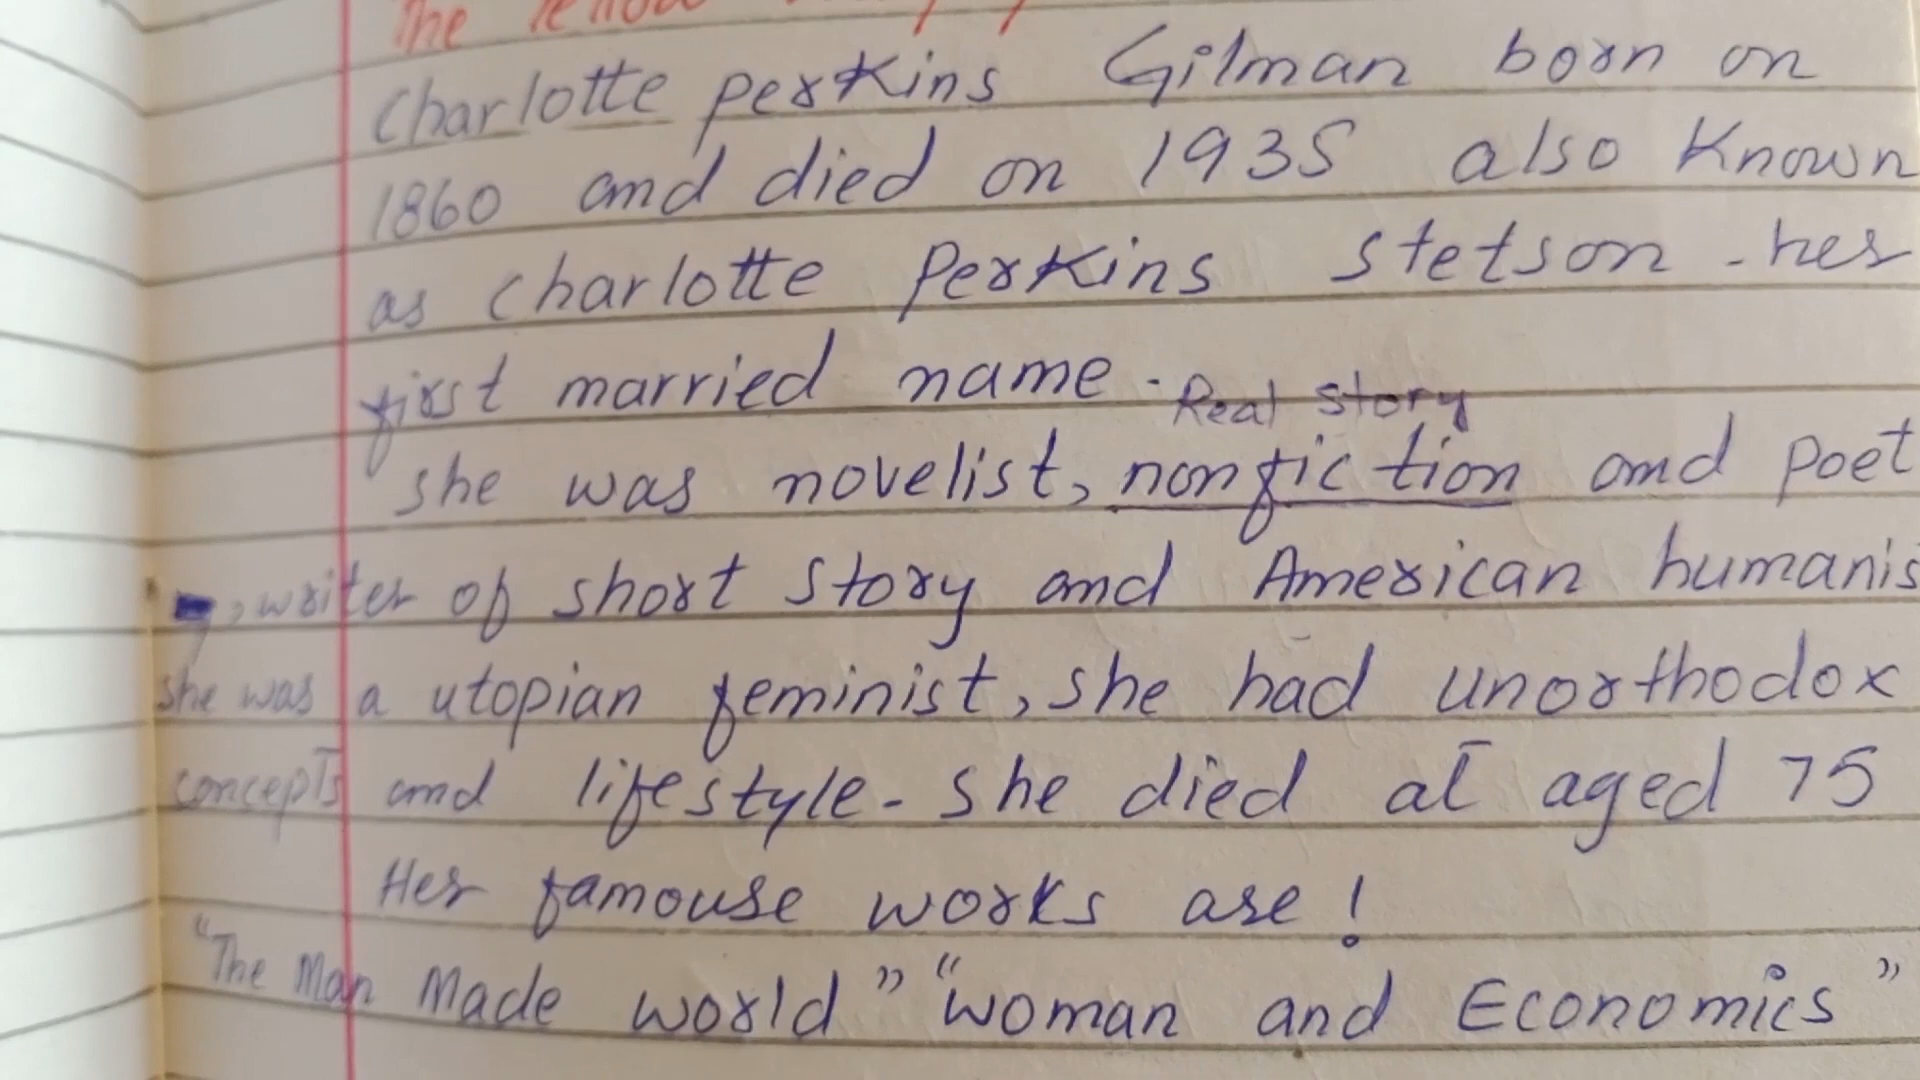 The Yellow
Charlotte Perkins Gilman born on
1860 and died on 1935 also Known
as Charlotte Perkins Stetson - her
first married name.
Real story
she was novelist, nonfiction and poet
, writer of short story and American humanis
she was a utopian feminist, she had unorthodox
concepts and lifestyle - she died at aged 75
Her famouse works are !
"The Man Made world" "woman and Economics"